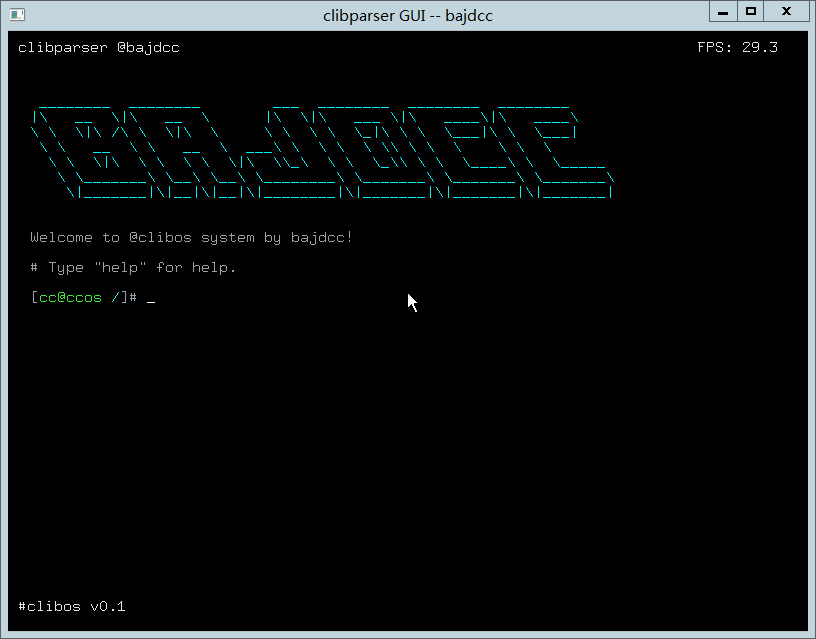 clibparser GUI -- bajdcc
clibparser @bajdcc
FPS: 29.3
BAJDCC
Welcome to @clibos system by bajdcc!
# Type "help" for help.
[cc@ccos /]# _
#clibos v0.1